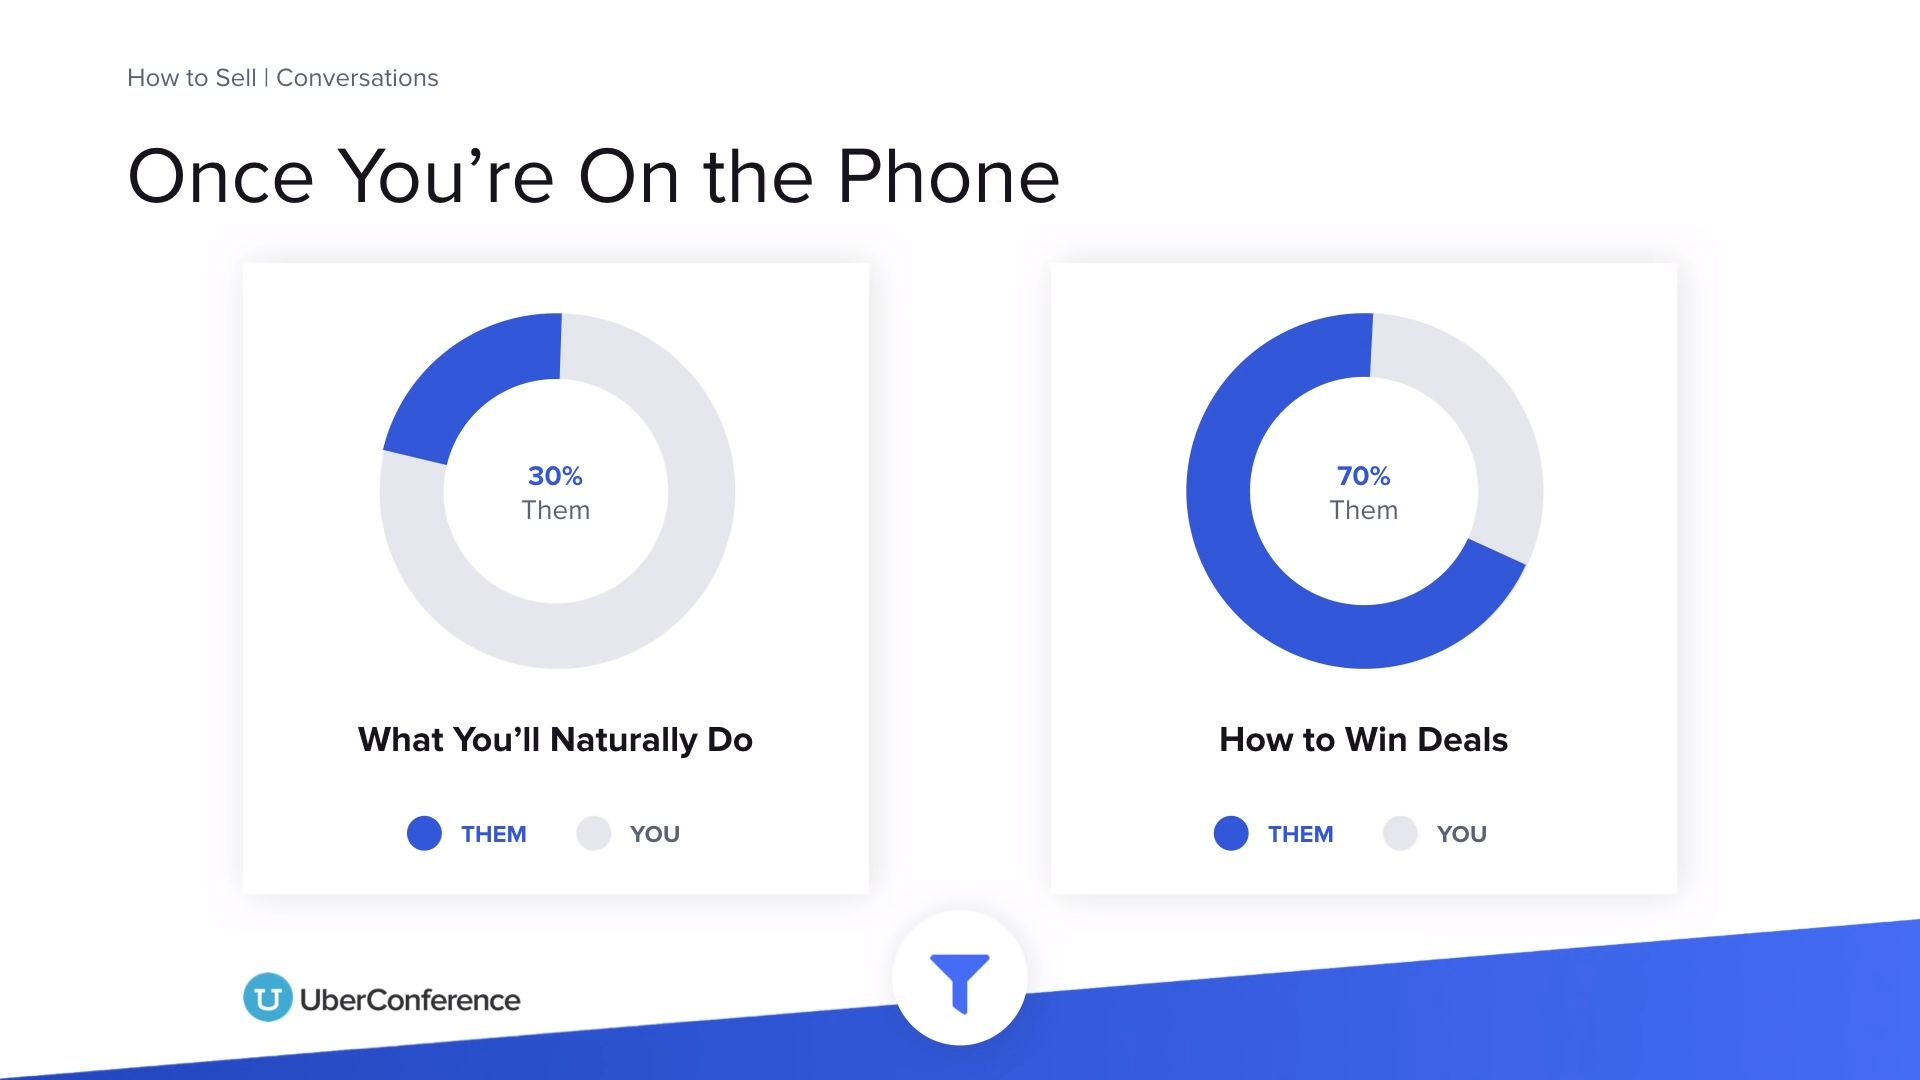 How to Sell | Conversations
Once You’re On the Phone
30%
Them
What You’ll Naturally Do
THEM YOU
70%
Them
How to Win Deals
THEM YOU
U UberConference